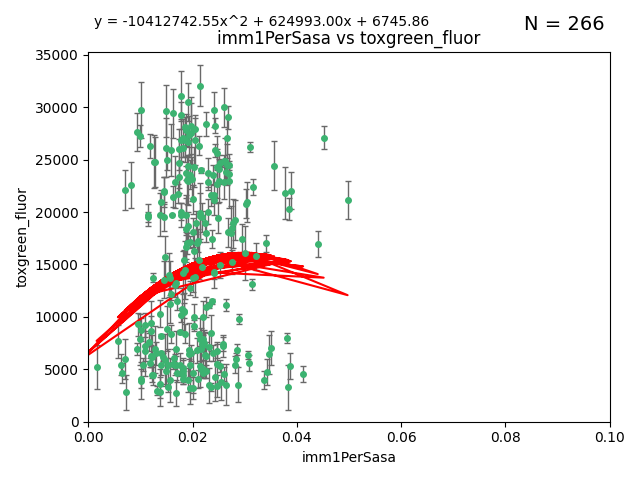 y = -10412742.55x^2 + 624993.00x + 6745.86
N = 266
imm1PerSasa vs toxgreen_fluor
35000
30000
25000
20000
15000
10000
5000
0
toxgreen_fluor
0.00 0.02 0.04 0.06 0.08 0.10
imm1PerSasa